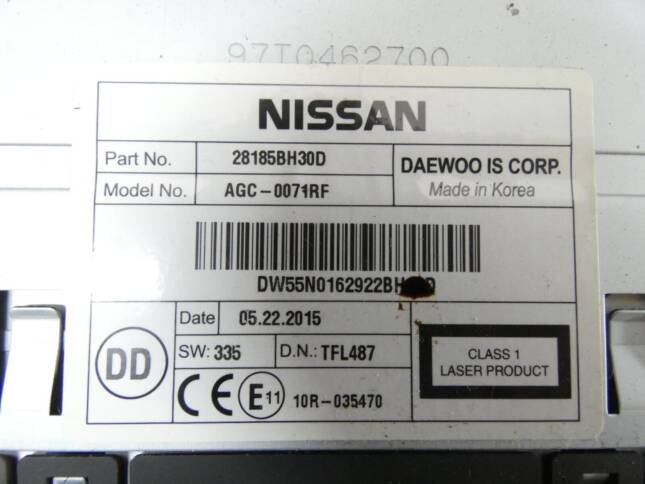 97T0462700
NISSAN
Part No. 28185BH30D
DAEWOO IS CORP.
Model No. AGC-0071RF
Made in Korea
Date 05.22.2015
DD
SW: 335 D.N.: TFL487
CLASS 1
LASER PRODUCT
CE E11 10R-035470